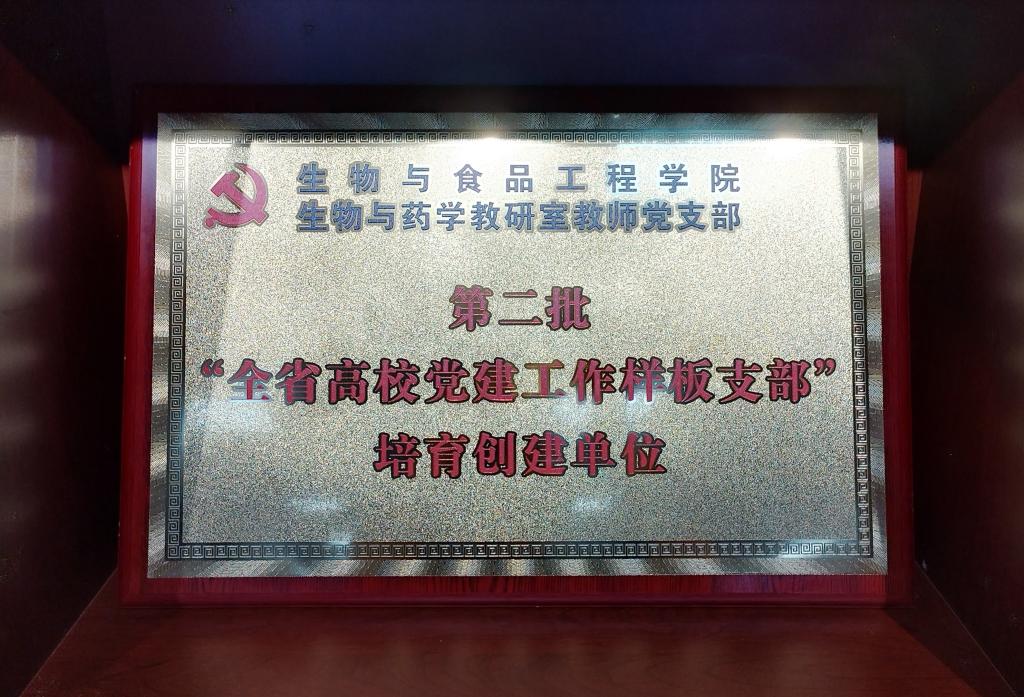 生物与食品工程学院
生物与药学教研室教师党支部
第二批
“全省高校党建工作样板支部”
培育创建单位